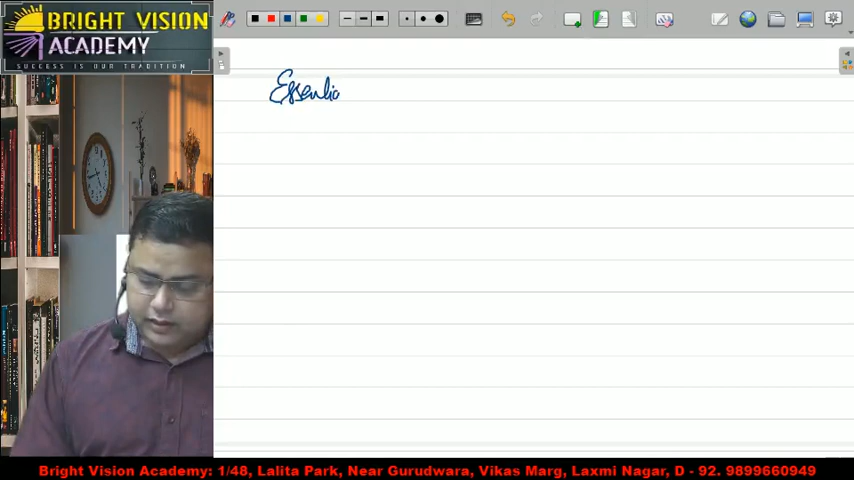 BRIGHT VISION
ACADEMY
SUCCESS IS OUR TRADITION
Essentia
Bright Vision Academy: 1/48, Lalita Park, Near Gurudwara, Vikas Marg, Laxmi Nagar, D - 92. 9899660949